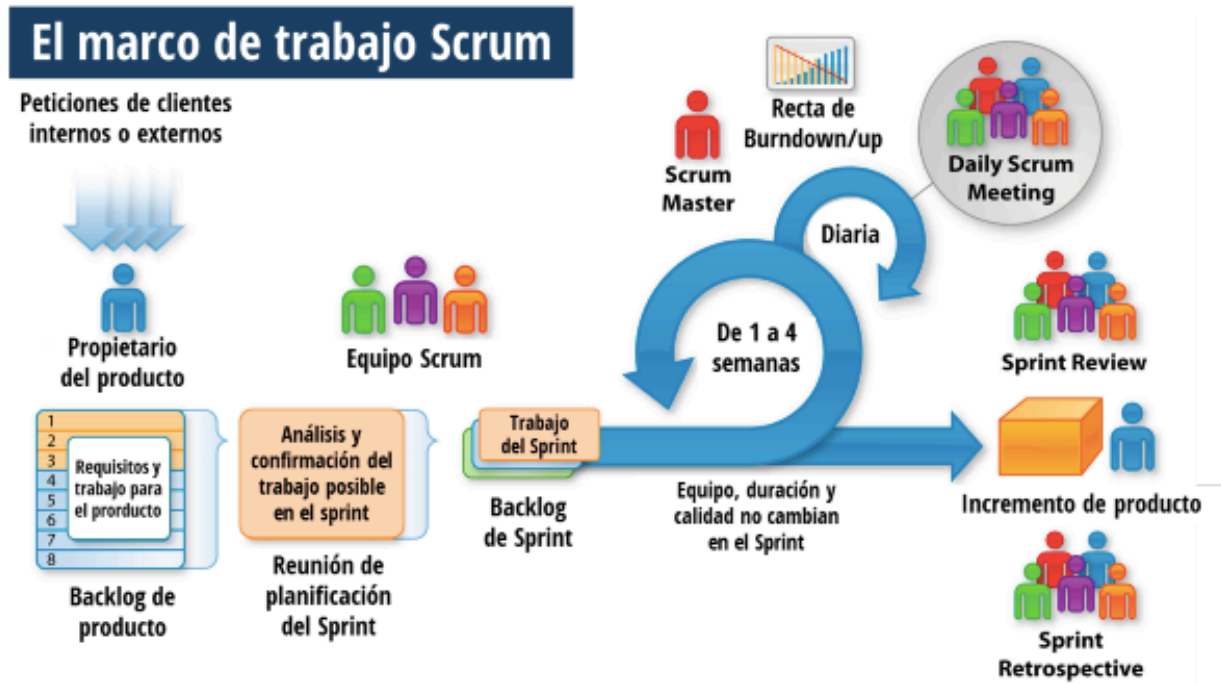 El marco de trabajo Scrum
Peticiones de clientes
internos o externos
Propietario
del producto
1
2
3
4
5
6
7
8
Requisitos y
trabajo para
el prorducto
Backlog de
producto
Equipo Scrum
Análisis y
confirmación del
trabajo posible
en el sprint
Reunión de
planificación
del Sprint
Trabajo
del Sprint
Backlog
de Sprint
Scrum
Master
Recta de
Burndown/up
Daily Scrum
Meeting
Diaria
De 1 a 4
semanas
Equipo, duración y
calidad no cambian
en el Sprint
Sprint Review
Incremento de producto
Sprint
Retrospective